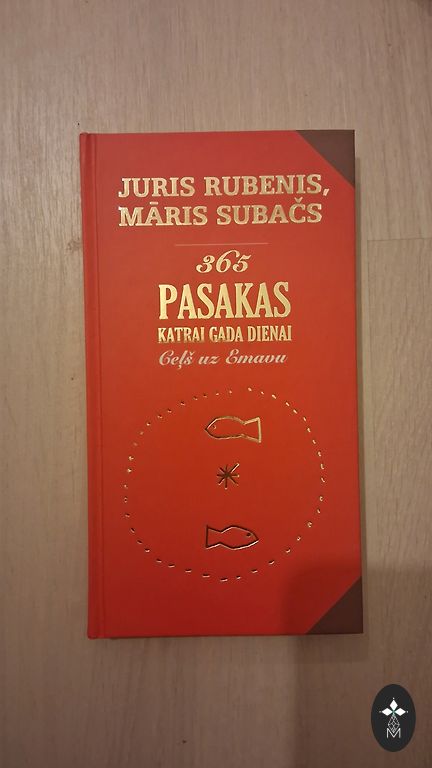 JURIS RUBENIS,
MĀRIS SUBAČS
365
PASAKAS
KATRAI GADA DIENAI
Ceļš uz Emavu
M